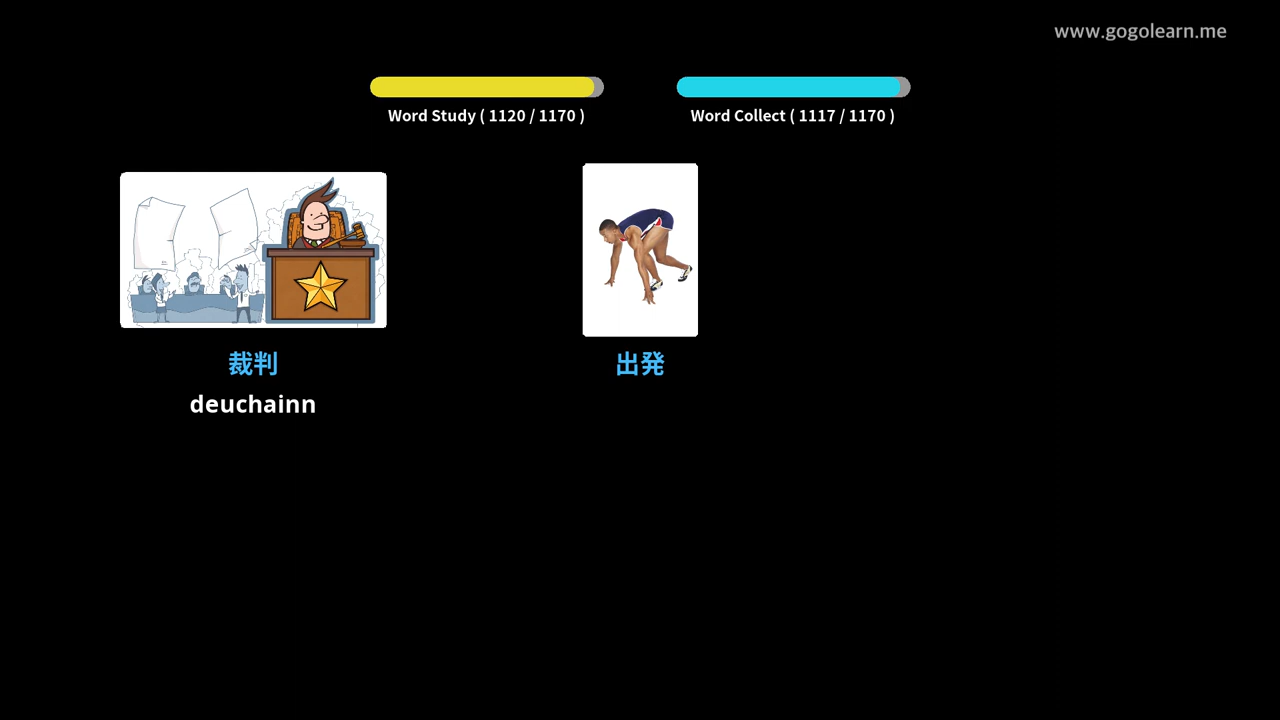 www.gogolearn.me
Word Study ( 1120 / 1170 )
Word Collect ( 1117 / 1170 )
裁判
deuchainn
出発